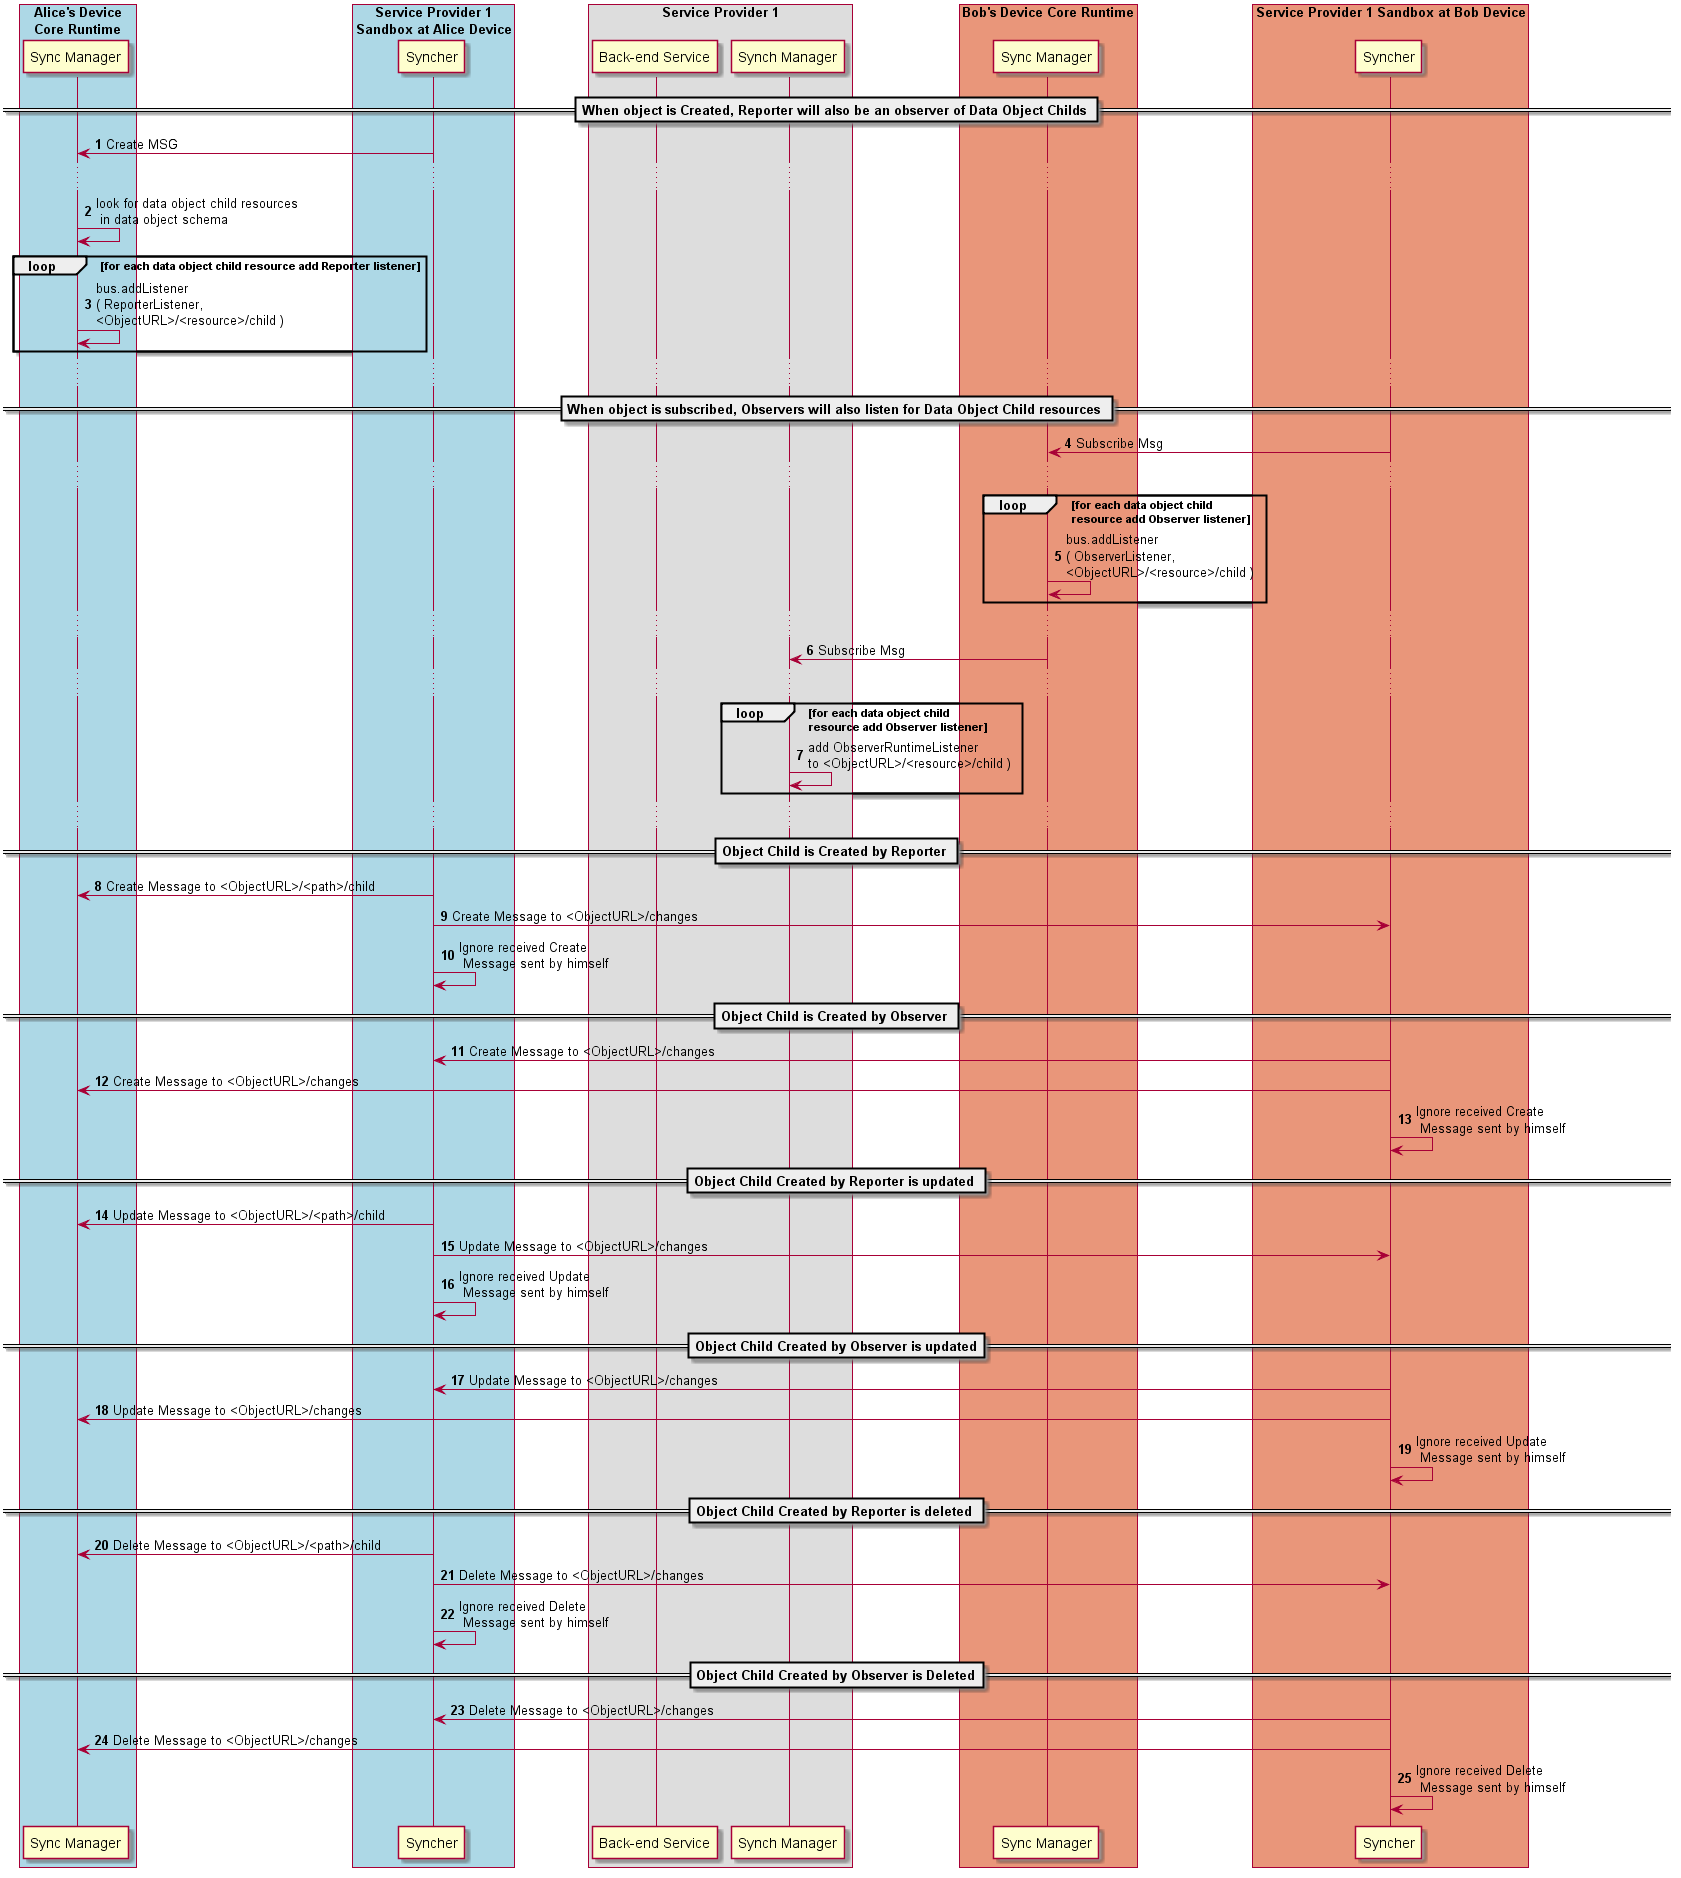 Alice's Device
Core Runtime
Service Provider 1
Sandbox at Alice Device
Service Provider 1
Bob's Device Core Runtime
Service Provider 1 Sandbox at Bob Device
Sync Manager
Syncher
Back-end Service
Synch Manager
Sync Manager
Syncher
When object is Created, Reporter will also be an observer of Data Object Childs
1 Create MSG
2 look for data object child resources
in data object schema
loop [for each data object child resource add Reporter listener]
bus.addListener
3 ( ReporterListener,
<ObjectURL>/<resource>/child )
When object is subscribed, Observers will also listen for Data Object Child resources
4 Subscribe Msg
loop [for each data object child
resource add Observer listener]
bus.addListener
5 ( ObserverListener,
<ObjectURL>/<resource>/child )
6 Subscribe Msg
loop [for each data object child
resource add Observer listener]
7 add ObserverRuntimeListener
to <ObjectURL>/<resource>/child )
Object Child is Created by Reporter
8 Create Message to <ObjectURL>/<path>/child
9 Create Message to <ObjectURL>/changes
10 Ignore received Create
Message sent by himself
Object Child is Created by Observer
11 Create Message to <ObjectURL>/changes
12 Create Message to <ObjectURL>/changes
13 Ignore received Create
Message sent by himself
Object Child Created by Reporter is updated
14 Update Message to <ObjectURL>/<path>/child
15 Update Message to <ObjectURL>/changes
16 Ignore received Update
Message sent by himself
Object Child Created by Observer is updated
17 Update Message to <ObjectURL>/changes
18 Update Message to <ObjectURL>/changes
19 Ignore received Update
Message sent by himself
Object Child Created by Reporter is deleted
20 Delete Message to <ObjectURL>/<path>/child
21 Delete Message to <ObjectURL>/changes
22 Ignore received Delete
Message sent by himself
Object Child Created by Observer is Deleted
23 Delete Message to <ObjectURL>/changes
24 Delete Message to <ObjectURL>/changes
25 Ignore received Delete
Message sent by himself
Sync Manager
Syncher
Back-end Service
Synch Manager
Sync Manager
Syncher